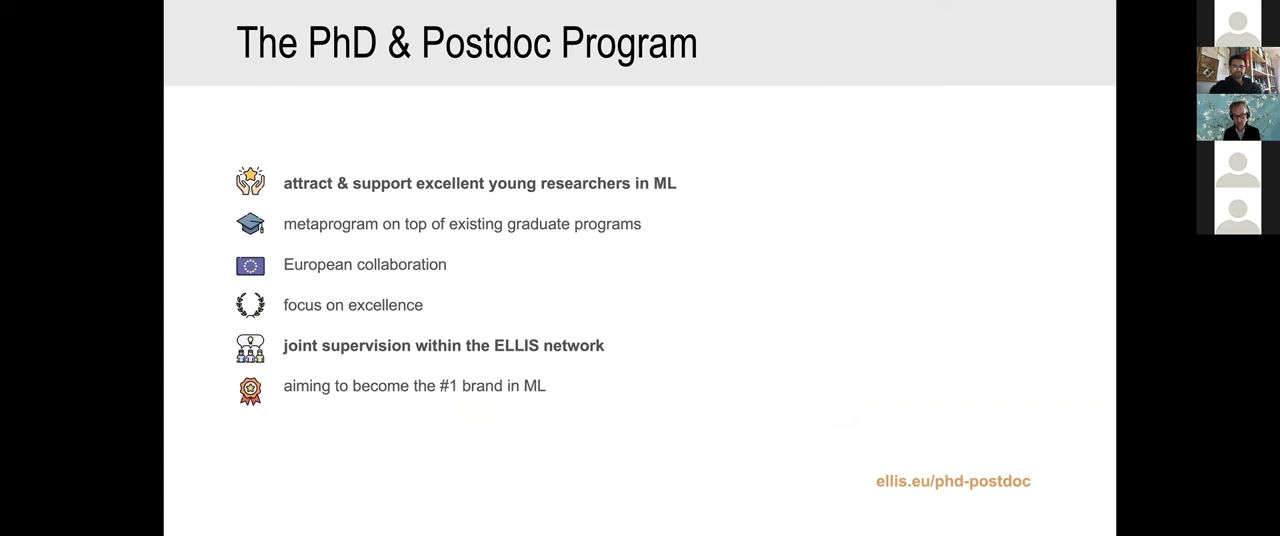 The PhD & Postdoc Program
attract & support excellent young researchers in ML
metaprogram on top of existing graduate programs
European collaboration
focus on excellence
joint supervision within the ELLIS network
aiming to become the #1 brand in ML
ellis.eu/phd-postdoc